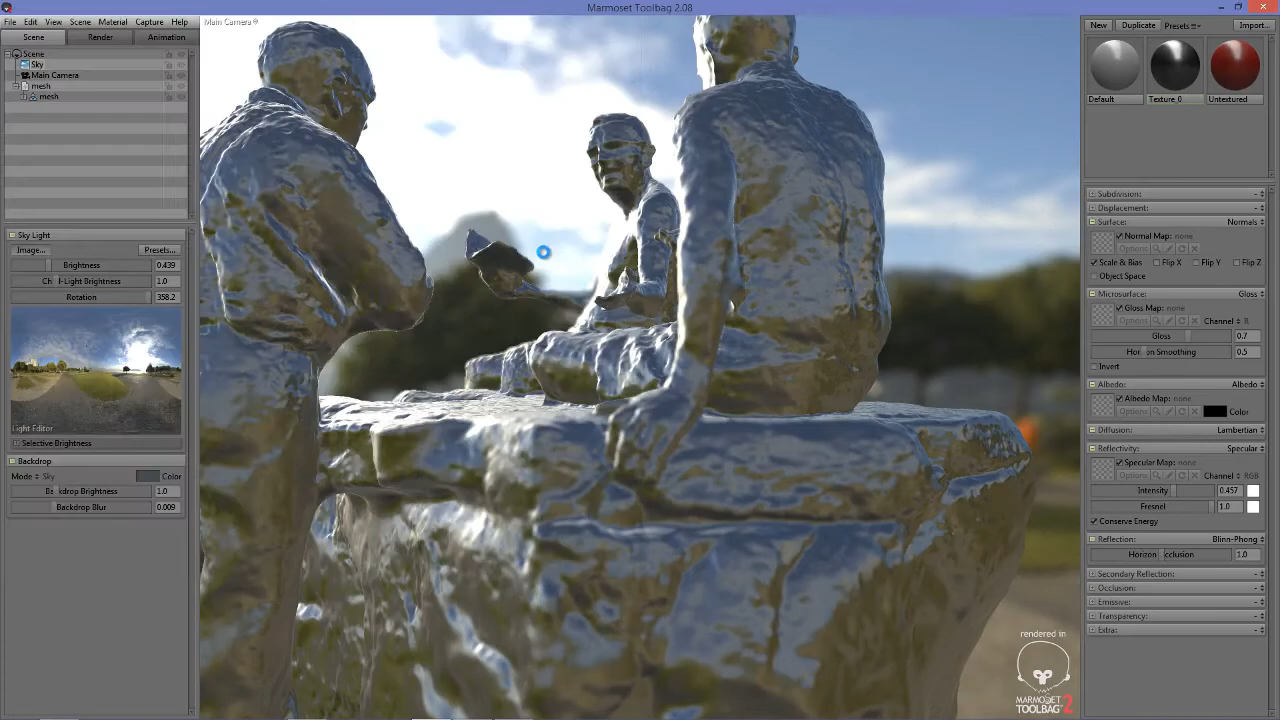 Marmoset Toolbag 2.08
File Edit View Scene Material Capture Help
Scene Render Animation
Scene
Sky
Main Camera
mesh
mesh
Sky Light
Image... Presets...
Brightness 0.439
Light Brightness 1.0
Rotation 358.2
Light Editor
Selective Brightness
Backdrop
Mode Sky Color
Backdrop Brightness 1.0
Backdrop Blur 0.009
Main Camera
rendered in
MARMOSET
TOOLBAG 2
New Duplicate Presets Import...
Default Texture_0 Untextured
Subdivision:
Displacement:
Surface: Normals
Normal Map: none
Options
Scale & Bias Flip X Flip Y Flip Z
Object Space
Microsurface: Gloss
Gloss Map: none
Options Channel R
Gloss 0.7
Smoothing 0.5
Invert
Albedo: Albedo
Albedo Map: none
Options Color
Diffusion: Lambertian
Reflectivity: Specular
Specular Map: none
Options Channel RGB
Intensity 0.457
Fresnel 1.0
Conserve Energy
Reflection: Blinn-Phong
Horizon 1.0
Secondary Reflection:
Occlusion:
Emissive:
Transparency:
Extra: